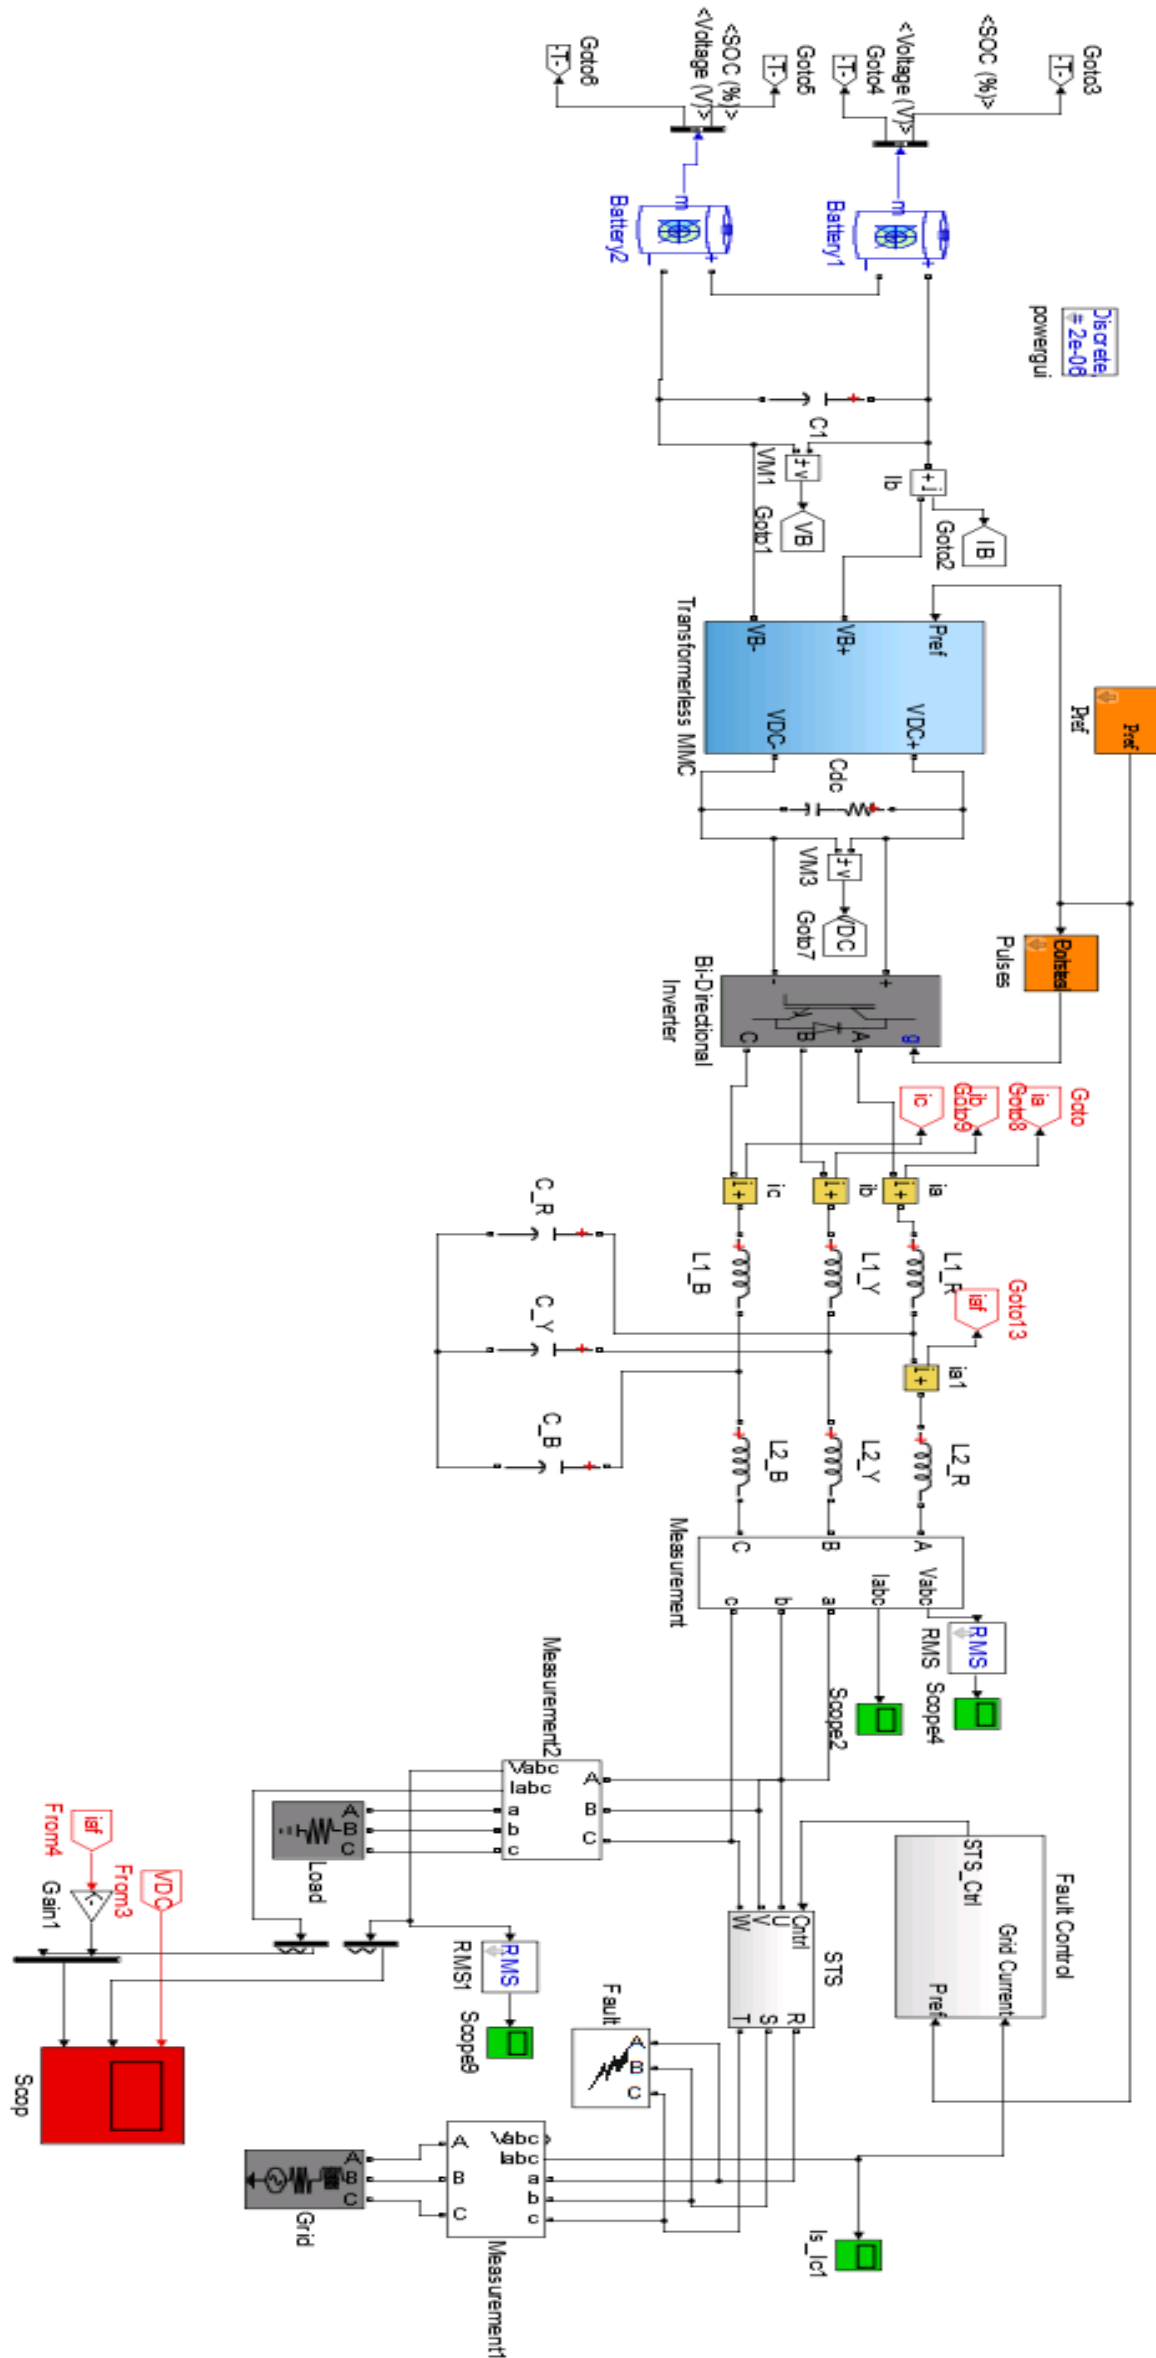 Discrete,
= 2e-06
powergui
Goto3
<SOC (%)>
Goto4
<Voltage (V)>
-T-
-T-
Goto5
<SOC (%)>
<Voltage (V)>
Goto6
-T-
-T-
m
+
-
Battery1
m
+
-
Battery2
C1
+ v
VM1
VB
Goto1
+ i
Ib
IB
Goto2
Pref
VB+
VB-
VDC+
VDC-
Transformerless MMC
Pref
Pref
Cdc
+ v
VM3
VDC
Goto7
Pulses
g
+
-
A
B
C
Bi-Directional
Inverter
Goto
ia
Goto8
ib
Goto9
ic
i +
ia
i +
ib
i +
ic
L1_R
L1_Y
L1_B
C_R
C_Y
C_B
Goto13
iaf
i +
ia1
L2_R
L2_Y
L2_B
A
B
C
Vabc
Iabc
a
b
c
Measurement
RMS
RMS
Scope4
Scope2
Measurement2
Vabc
Iabc
A
B
C
a
b
c
A
B
C
Load
Fault Control
STS_Ctrl
Grid Current
Pref
STS
Cntrl
U
V
W
R
S
T
RMS
RMS1
Scope9
Fault
A
B
C
iaf
From4
VDC
From3
K-
Gain1
Scop
Vabc
Iabc
a
b
c
A
B
C
Measurement1
A
B
C
Grid
Is_Ic1